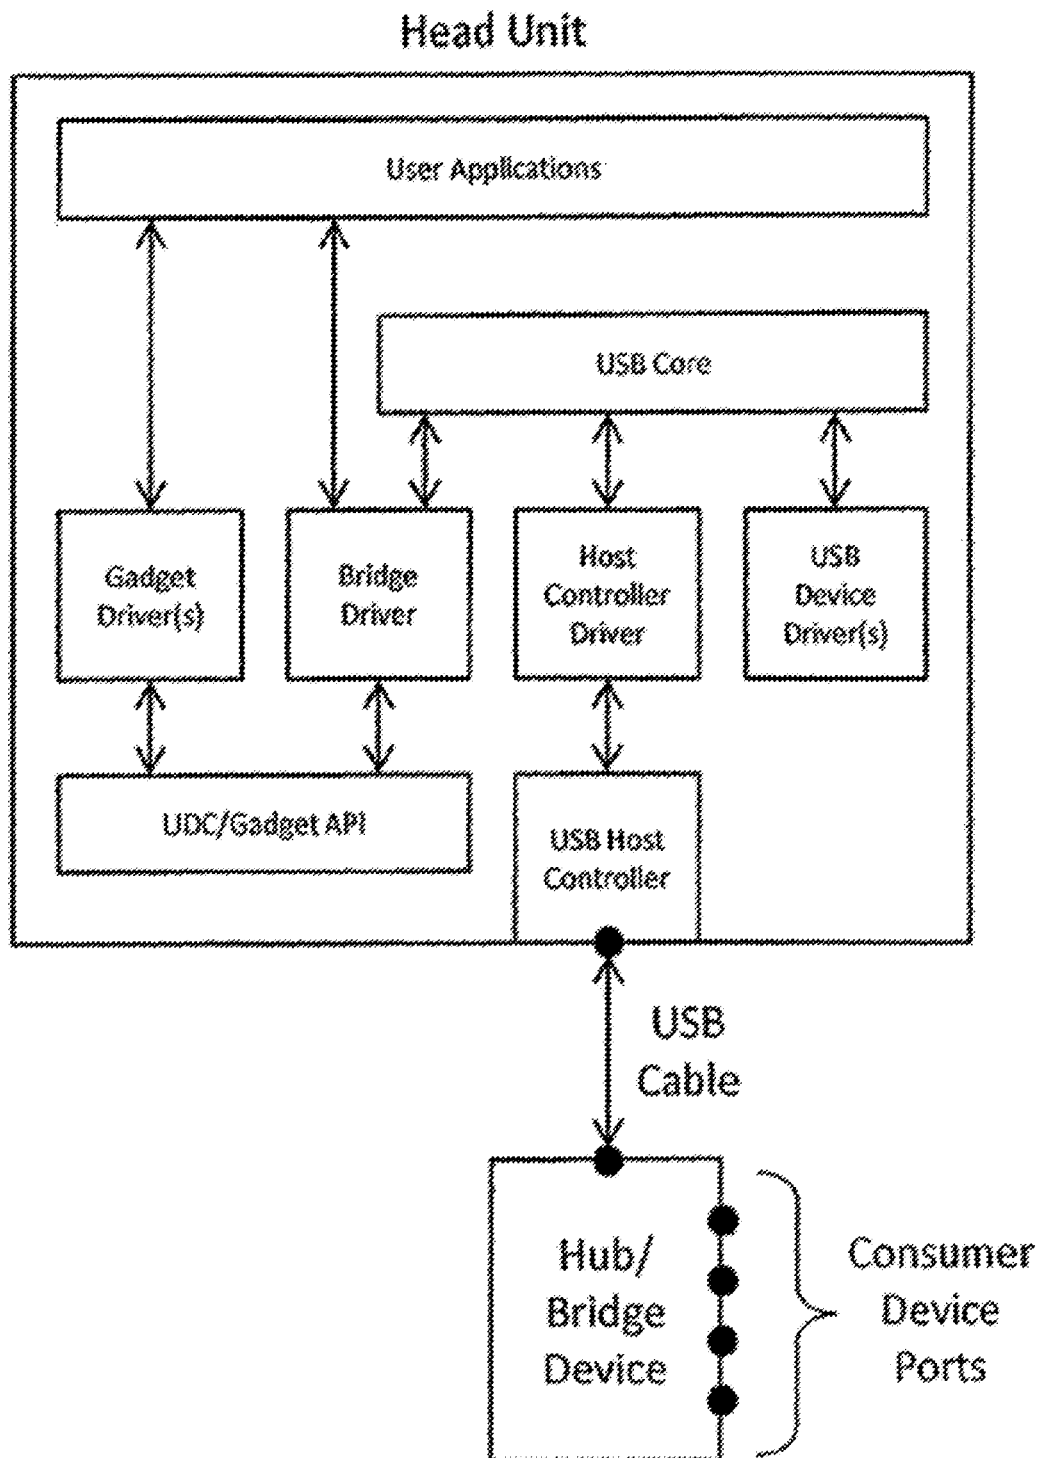 Head Unit
User Applications
USB Core
Gadget
Driver(s)
Bridge
Driver
Host
Controller
Driver
USB
Device
Driver(s)
UDC/Gadget API
USB Host
Controller
USB
Cable
Hub/
Bridge
Device
Consumer
Device
Ports